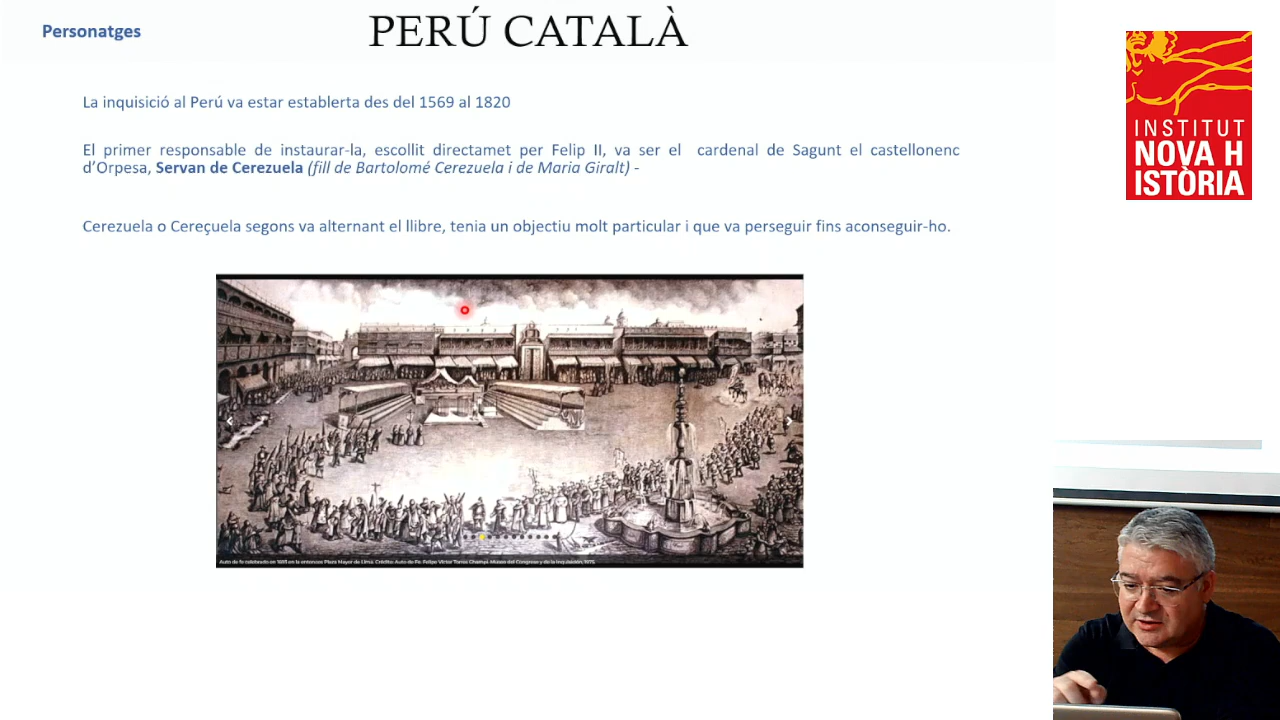 Personatges
PERÚ CATALÀ
La inquisició al Perú va estar establerta des del 1569 al 1820
El primer responsable de instaurar-la, escollit directamet per Felip II, va ser el cardenal de Sagunt el castellonenc
d'Orpesa, Servan de Cerezuela (fill de Bartolomé Cerezuela i de Maria Giralt) -
Cerezuela o Cereçuela segons va alternant el llibre, tenia un objectiu molt particular i que va perseguir fins aconseguir-ho.
INSTITUT
NOVA H
ISTÒRIA